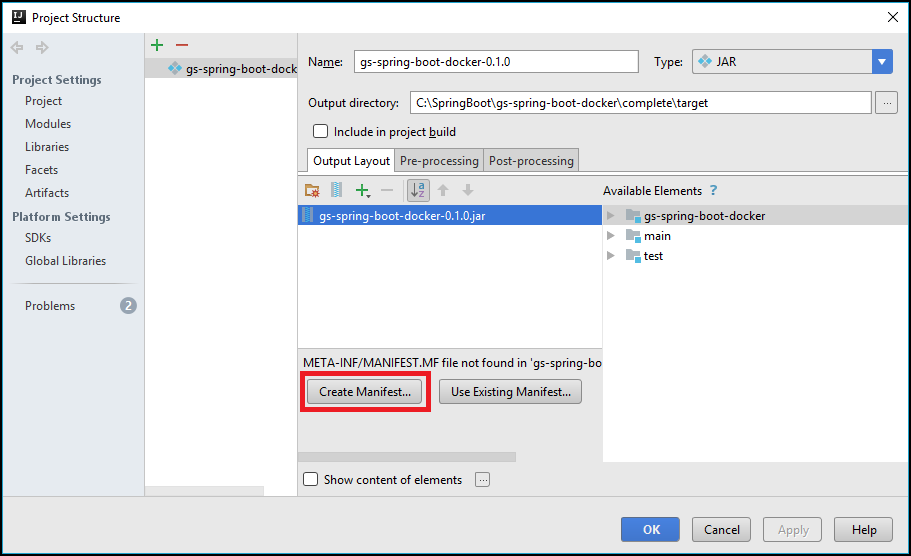 Project Structure
Project Settings
Project
Modules
Libraries
Facets
Artifacts
Platform Settings
SDKs
Global Libraries
Problems 2
gs-spring-boot-dock
Name: gs-spring-boot-docker-0.1.0 Type: JAR
Output directory: C:\SpringBoot\gs-spring-boot-docker\complete\target ...
Include in project build
Output Layout Pre-processing Post-processing
Available Elements ?
gs-spring-boot-docker-0.1.0.jar
gs-spring-boot-docker
main
test
META-INF/MANIFEST.MF file not found in 'gs-spring-bo
Create Manifest... Use Existing Manifest...
Show content of elements ...
OK Cancel Apply Help